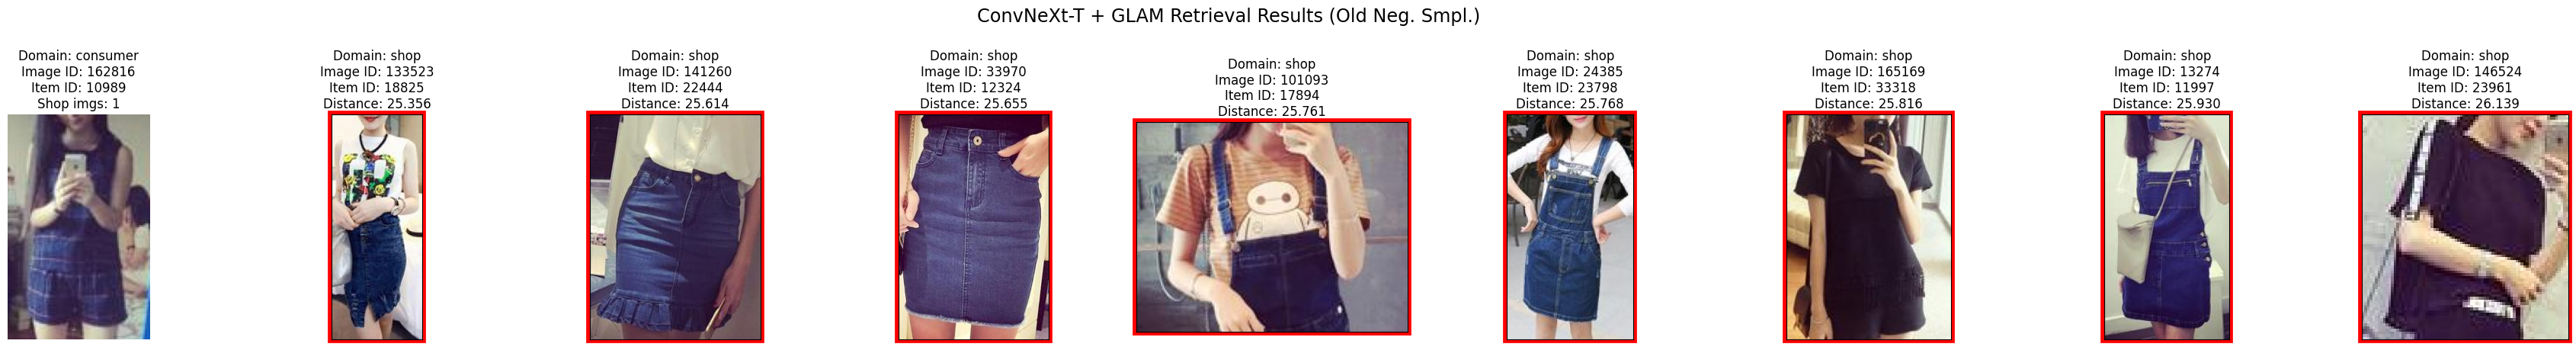 ConvNeXt-T + GLAM Retrieval Results (Old Neg. Smpl.)
Domain: consumer
Image ID: 162816
Item ID: 10989
Shop imgs: 1
Domain: shop
Image ID: 133523
Item ID: 18825
Distance: 25.356
Domain: shop
Image ID: 141260
Item ID: 22444
Distance: 25.614
Domain: shop
Image ID: 33970
Item ID: 12324
Distance: 25.655
Domain: shop
Image ID: 101093
Item ID: 17894
Distance: 25.761
Domain: shop
Image ID: 24385
Item ID: 23798
Distance: 25.768
Domain: shop
Image ID: 165169
Item ID: 33318
Distance: 25.816
Domain: shop
Image ID: 13274
Item ID: 11997
Distance: 25.930
Domain: shop
Image ID: 146524
Item ID: 23961
Distance: 26.139